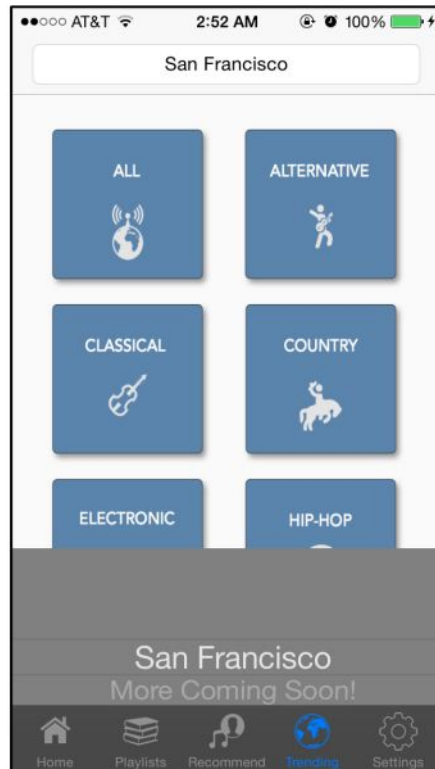 AT&T 2:52 AM 100%
San Francisco
ALL ALTERNATIVE
CLASSICAL COUNTRY
ELECTRONIC HIP-HOP
San Francisco
More Coming Soon!
Home Playlists Recommend Trending Settings